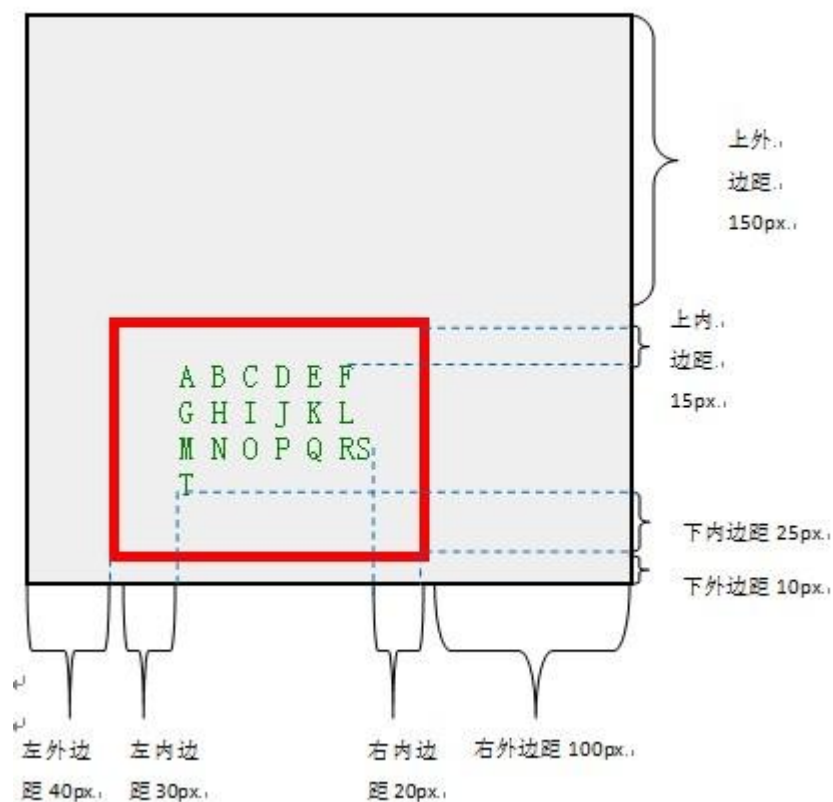 上外
边距
150px.
上内
边距
15px.
A B C D E F
G H I J K L
M N O P Q RS
T
下内边距 25px.
下外边距 10px.
左外边
距 40px.
左内边
距 30px.
右内边
距 20px.
右外边距 100px.